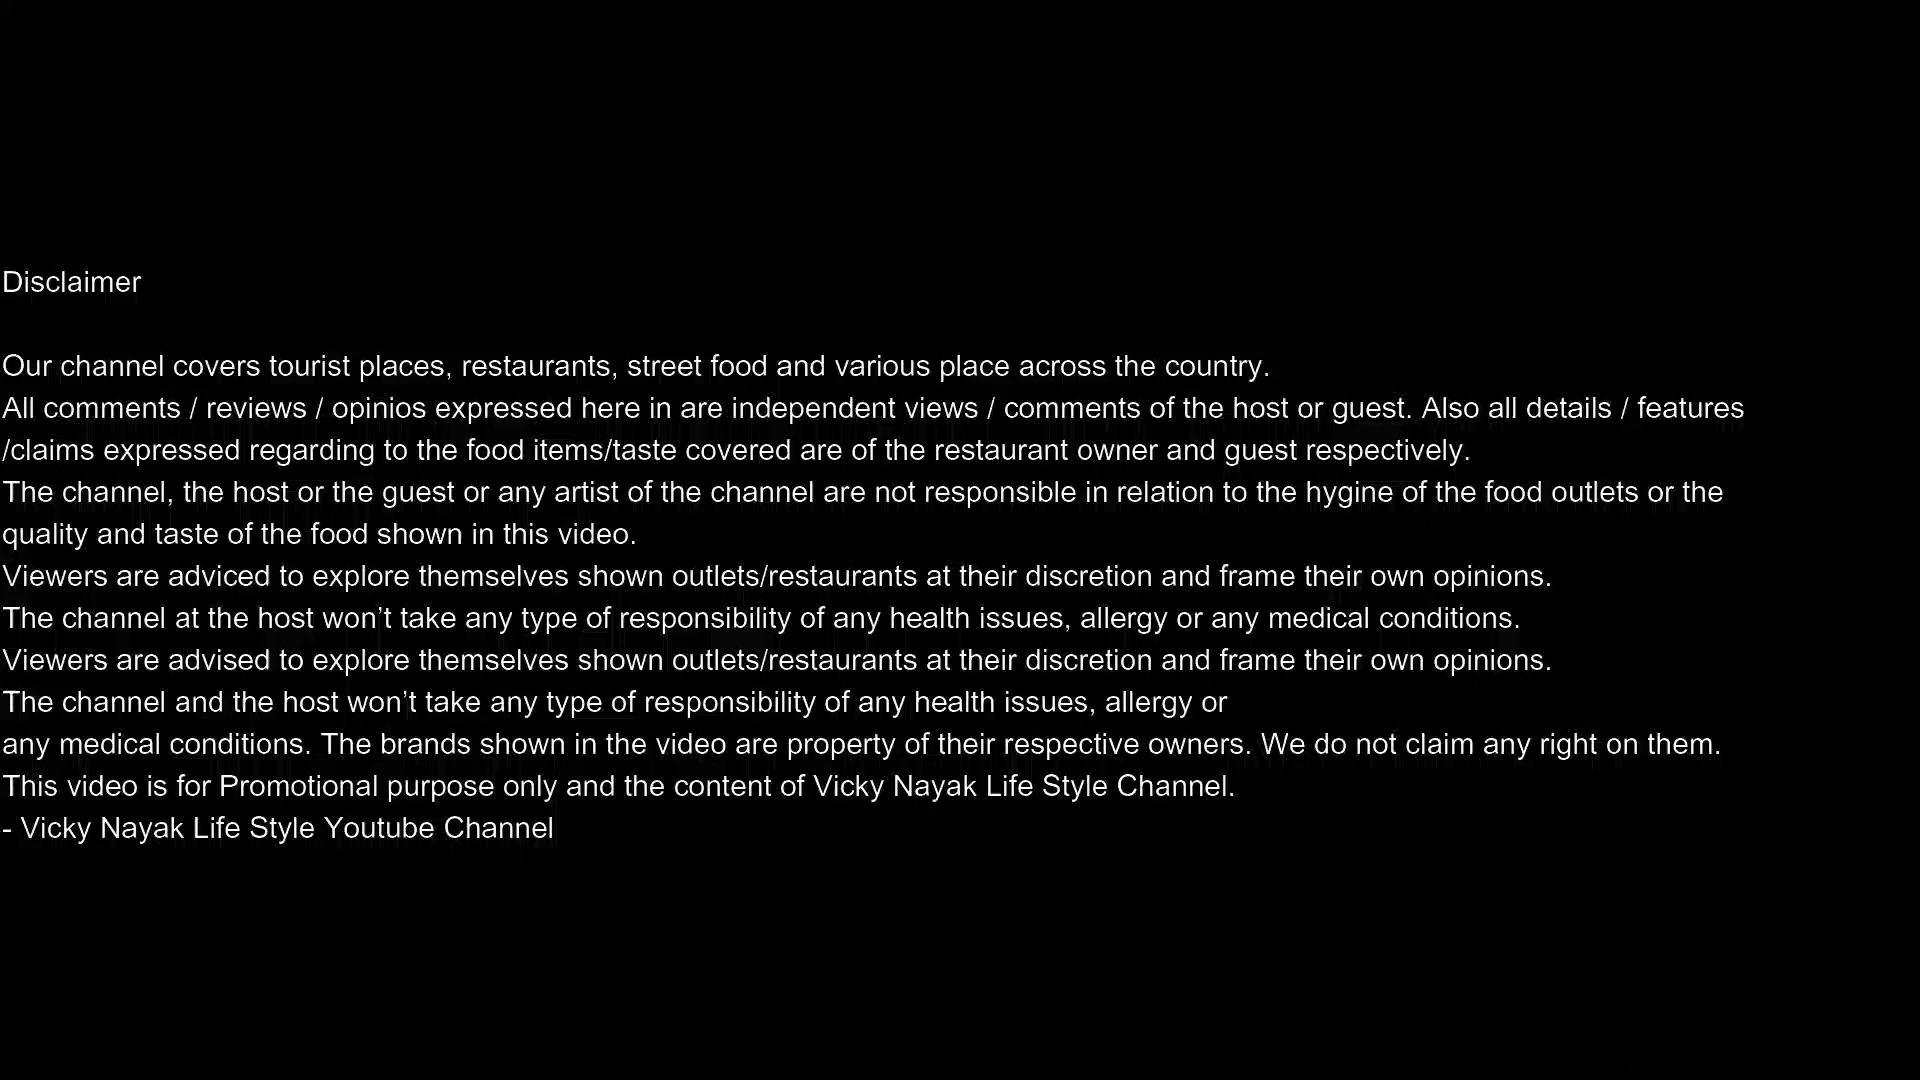 Disclaimer
Our channel covers tourist places, restaurants, street food and various place across the country.
All comments / reviews / opinios expressed here in are independent views / comments of the host or guest. Also all details / features
/claims expressed regarding to the food items/taste covered are of the restaurant owner and guest respectively.
The channel, the host or the guest or any artist of the channel are not responsible in relation to the hygine of the food outlets or the
quality and taste of the food shown in this video.
Viewers are adviced to explore themselves shown outlets/restaurants at their discretion and frame their own opinions.
The channel at the host won’t take any type of responsibility of any health issues, allergy or any medical conditions.
Viewers are advised to explore themselves shown outlets/restaurants at their discretion and frame their own opinions.
The channel and the host won’t take any type of responsibility of any health issues, allergy or
any medical conditions. The brands shown in the video are property of their respective owners. We do not claim any right on them.
This video is for Promotional purpose only and the content of Vicky Nayak Life Style Channel.
- Vicky Nayak Life Style Youtube Channel